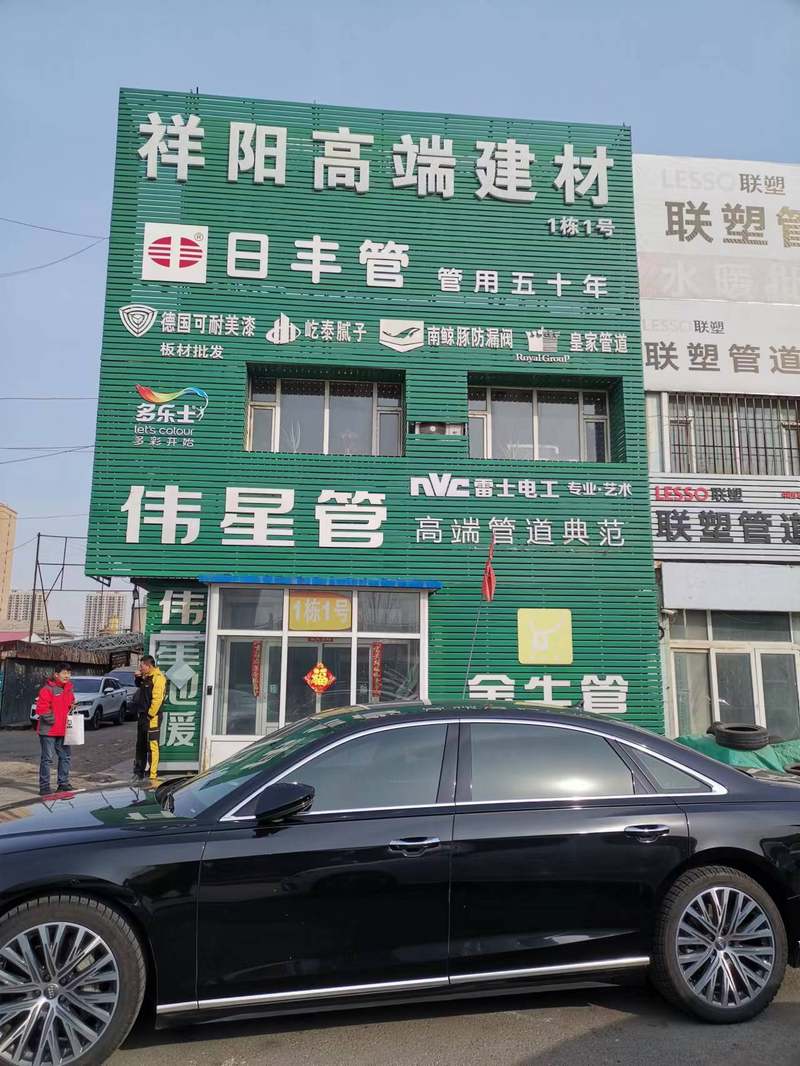 祥阳高端建材
1栋1号
日丰管 管用五十年
®
德国可耐美漆
板材批发
屹泰腻子
南鲸豚防漏阀
Royal GrouP
皇家管道
多乐士
let's colour
多彩开始
伟星管
nVc 雷士电工 专业·艺术
高端管道典范
伟星地暖
1栋1号
福
金牛管
LESSO联塑
联塑管
水暖批
LESSO联塑
联塑管道
LESSO联塑
联塑管道